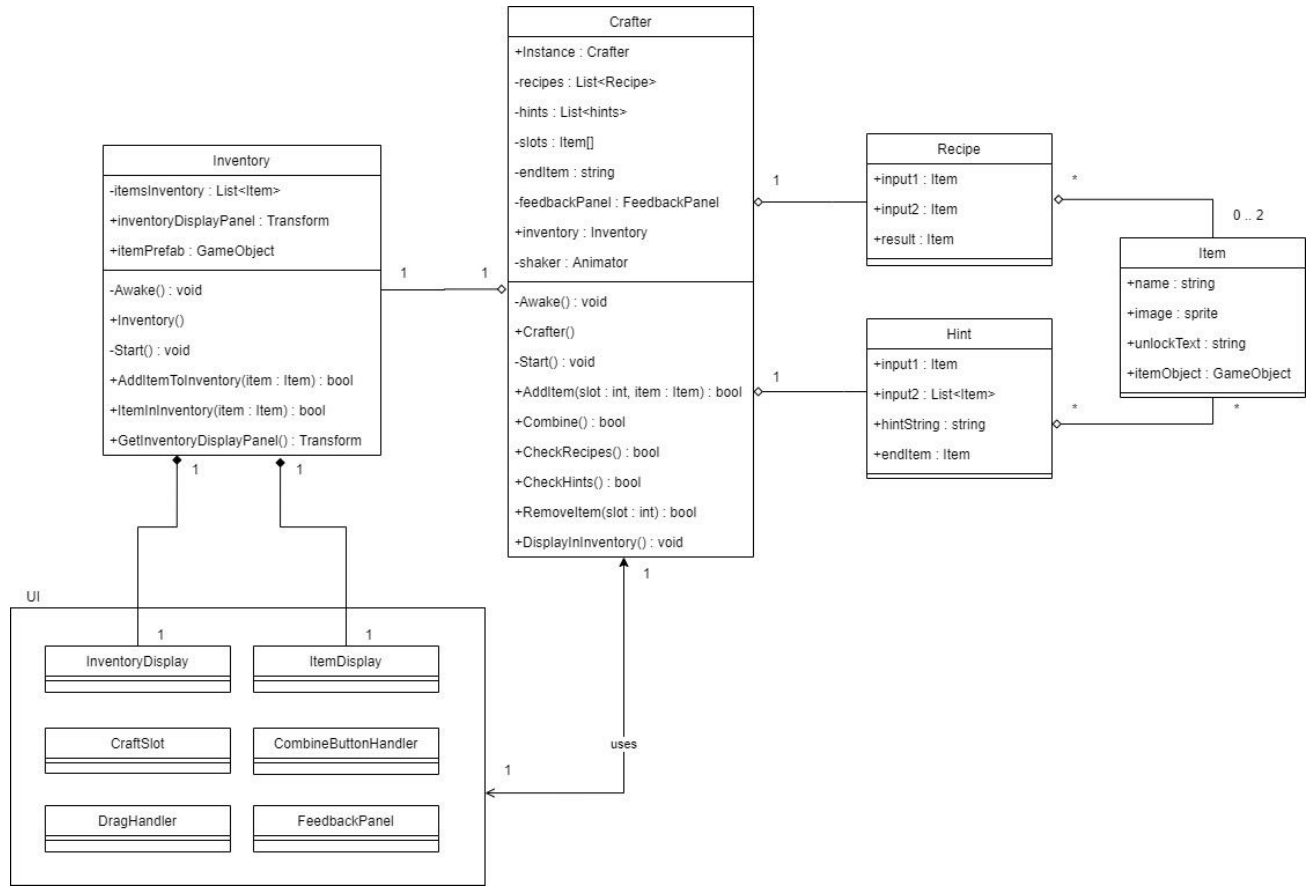 Crafter
+Instance : Crafter
-recipes : List<Recipe>
-hints : List<hints>
-slots : Item[]
-endItem : string
-feedbackPanel : FeedbackPanel
+inventory : Inventory
-shaker : Animator
-Awake() : void
+Crafter()
-Start() : void
+AddItem(slot : int, item : Item) : bool
+Combine() : bool
+CheckRecipes() : bool
+CheckHints() : bool
+RemoveItem(slot : int) : bool
+DisplayInInventory() : void
Inventory
-itemsInventory : List<Item>
+inventoryDisplayPanel : Transform
+itemPrefab : GameObject
-Awake() : void
+Inventory()
-Start() : void
+AddItemToInventory(item : Item) : bool
+ItemInInventory(item : Item) : bool
+GetInventoryDisplayPanel() : Transform
1
1
1
1
Recipe
+input1 : Item
+input2 : Item
+result : Item
1
*
0 .. 2
Item
+name : string
+image : sprite
+unlockText : string
+itemObject : GameObject
Hint
+input1 : Item
+input2 : List<Item>
+hintString : string
+endItem : Item
1
*
*
UI
1
1
InventoryDisplay
ItemDisplay
CraftSlot
CombineButtonHandler
DragHandler
FeedbackPanel
1
uses
1